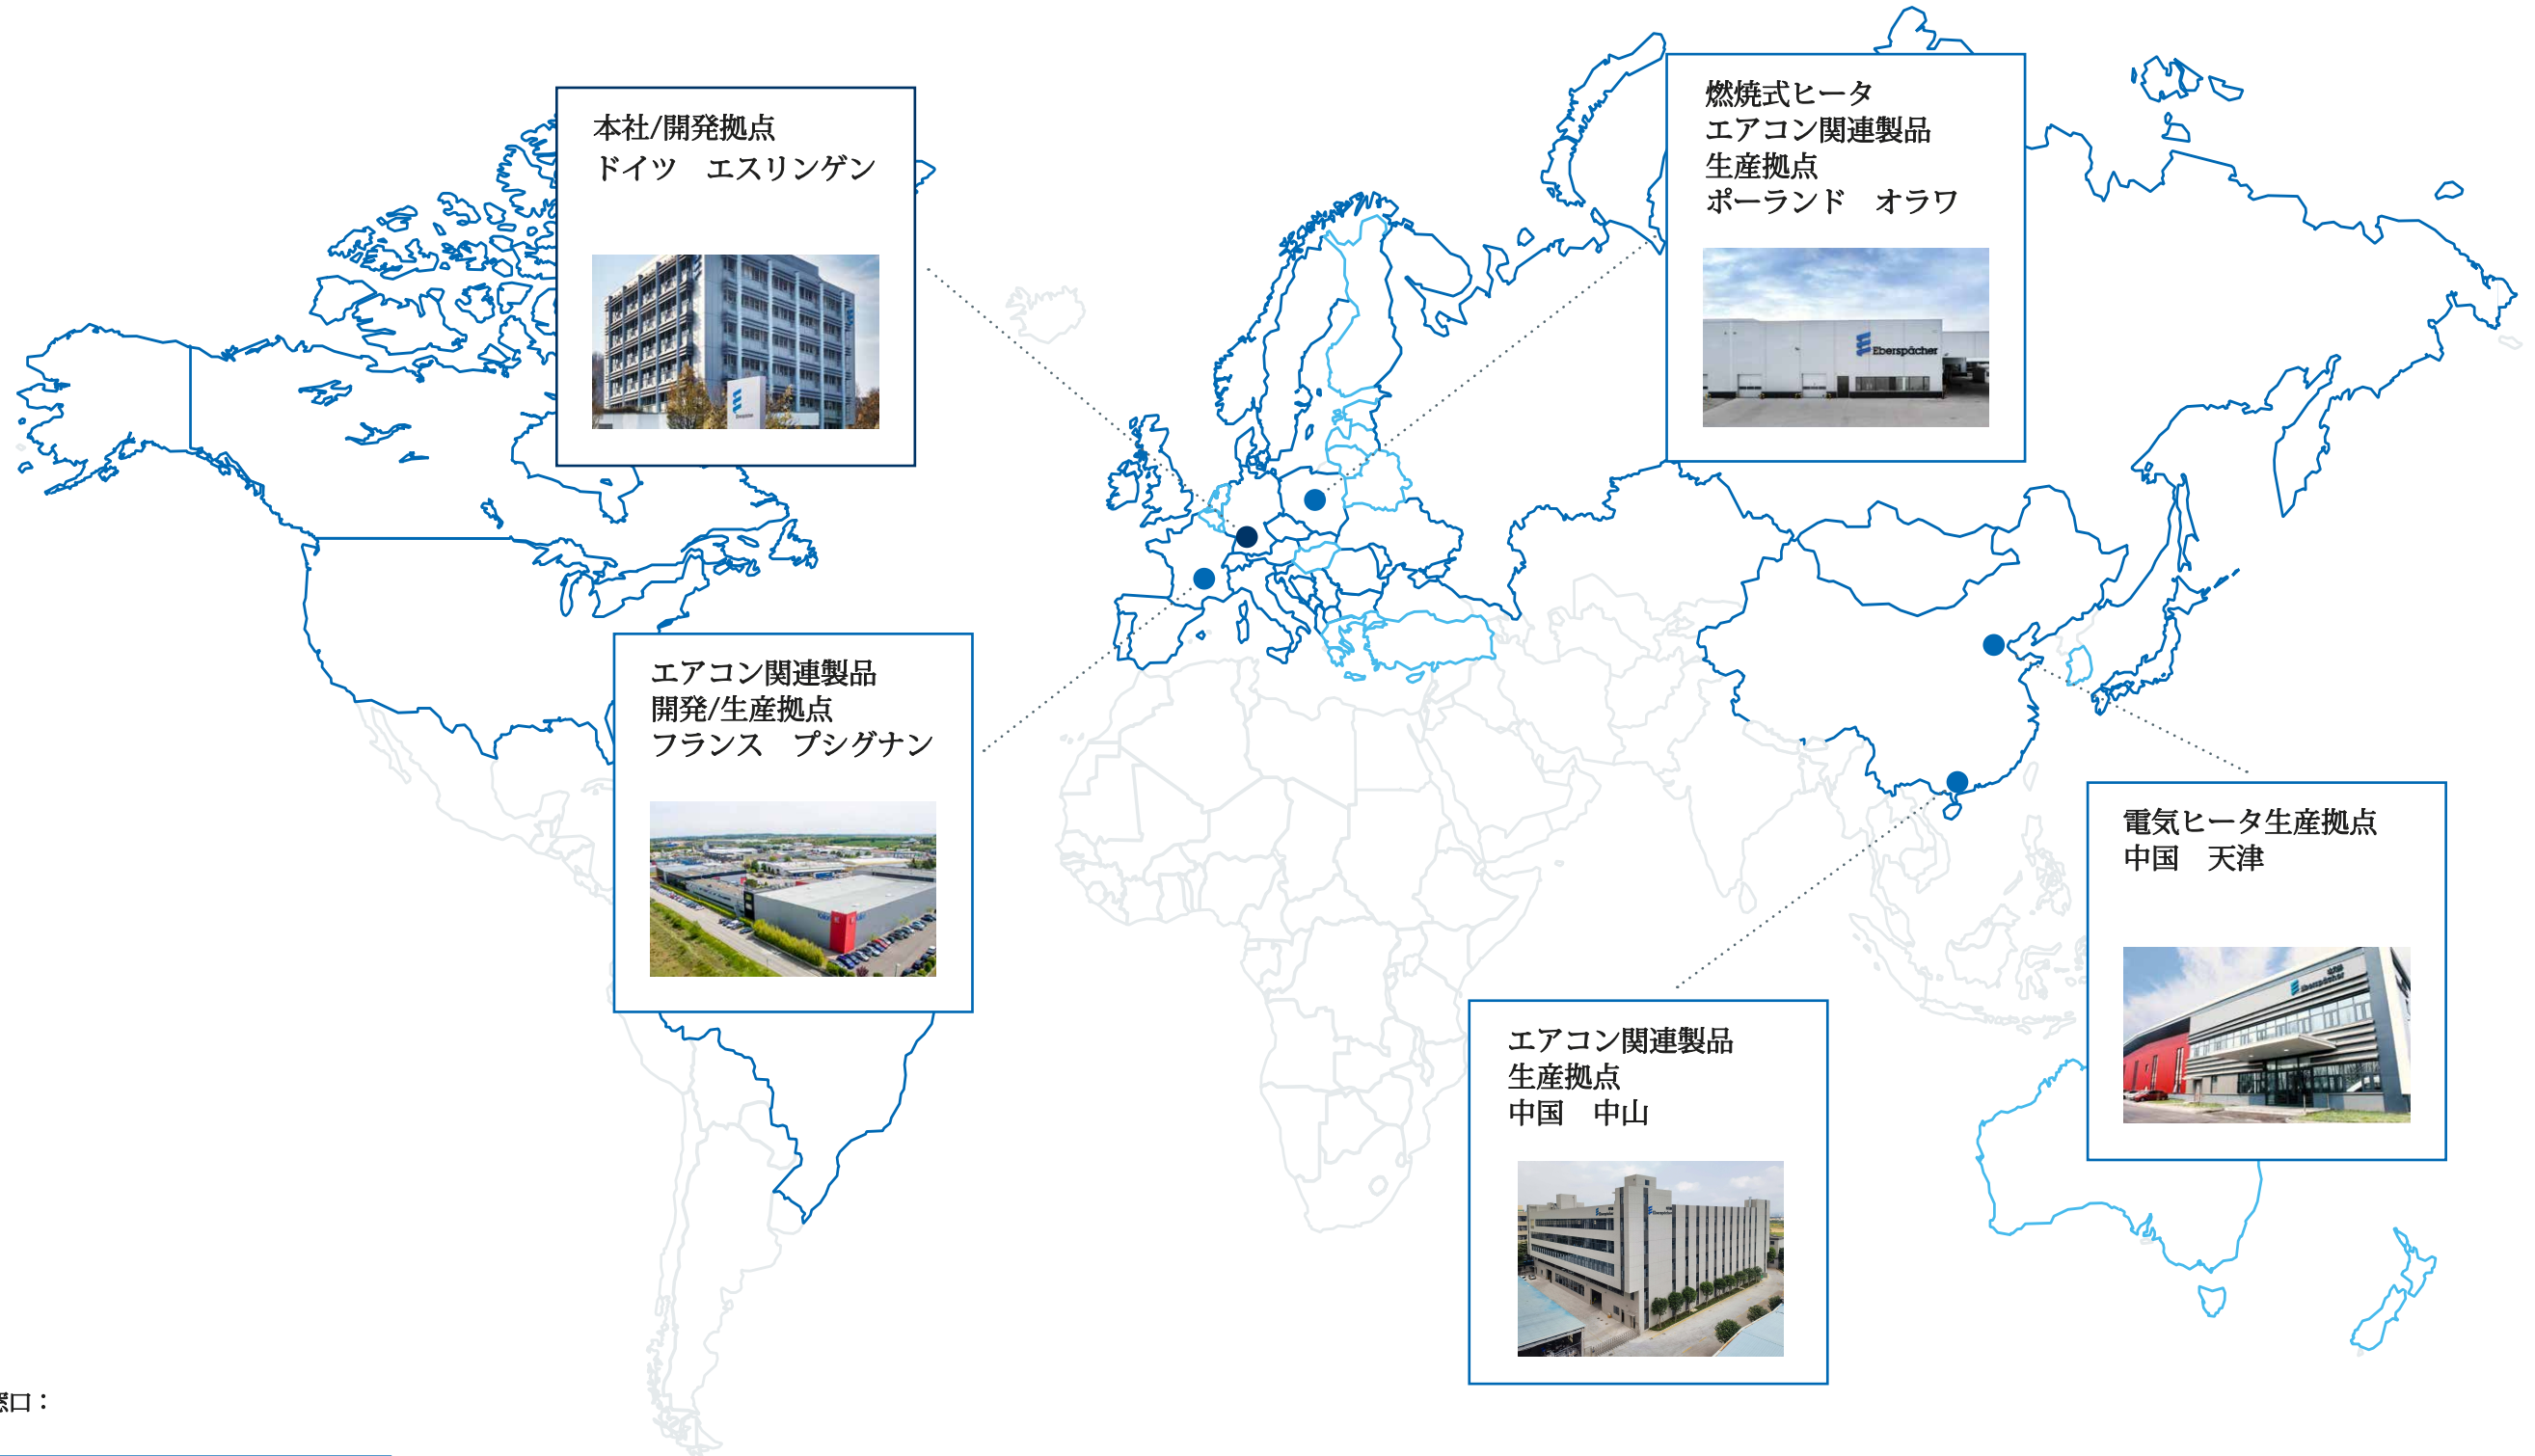 本社/開発拠点
ドイツ　エスリンゲン
Eberspächer
燃焼式ヒータ
エアコン関連製品
生産拠点
ポーランド　オラワ
Eberspächer
エアコン関連製品
開発/生産拠点
フランス　プシグナン
エアコン関連製品
生産拠点
中国　中山
Eberspächer
Eberspächer
電気ヒータ生産拠点
中国　天津
Eberspächer
窓口：